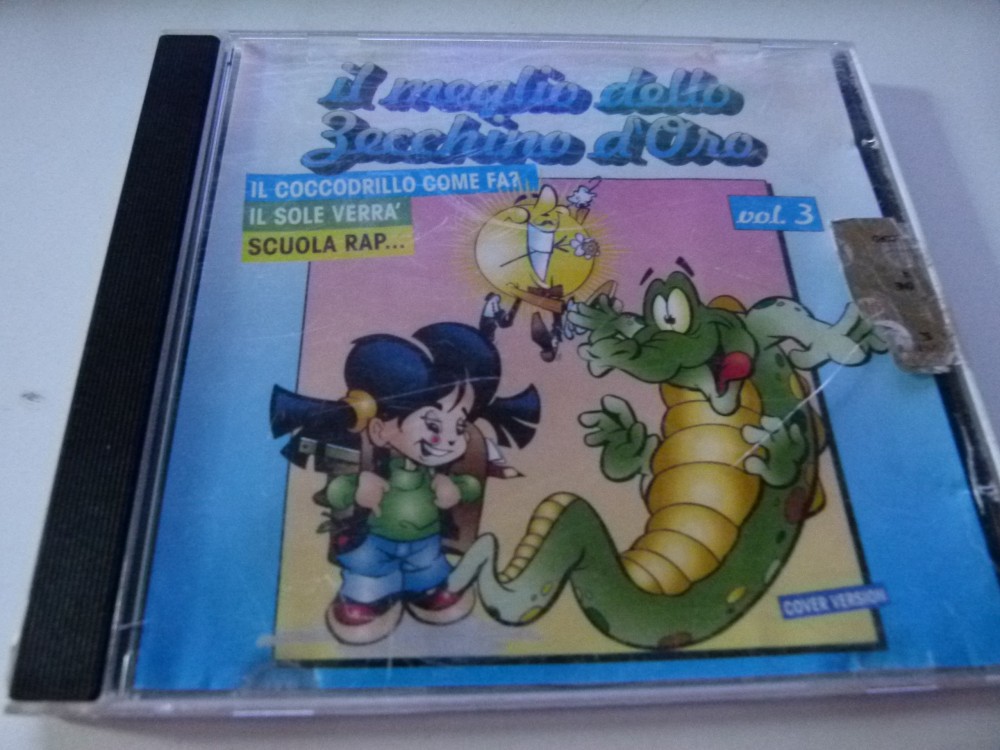 il meglio dello
Zecchino d'Oro
IL COCCODRILLO COME FA?
IL SOLE VERRA'
SCUOLA RAP...
vol. 3
COVER VERSION